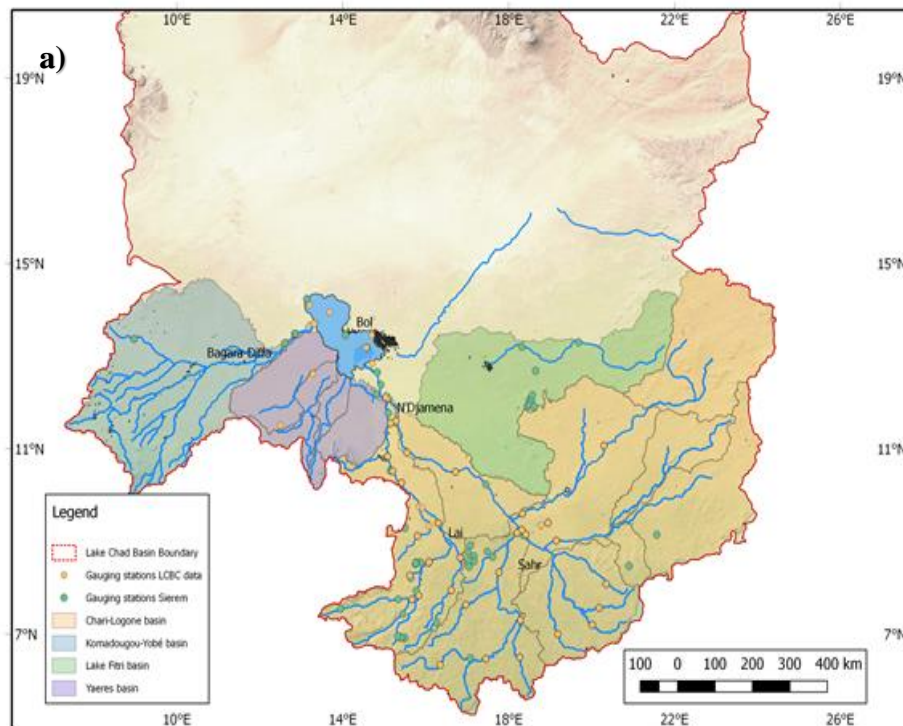 10°E 14°E 18°E 22°E 26°E
a)
19°N 19°N
15°N 15°N
Bol
Bagara-Diffa
N'Djamena
11°N 11°N
Legend
Lake Chad Basin Boundary
Gauging stations LCBC data
Gauging stations Sierem
Chari-Logone basin
Komadougou-Yobé basin
Lake Fitri basin
Yaeres basin
Lai
Sahr
7°N 7°N
100 0 100 200 300 400 km
10°E 14°E 18°E 22°E 26°E